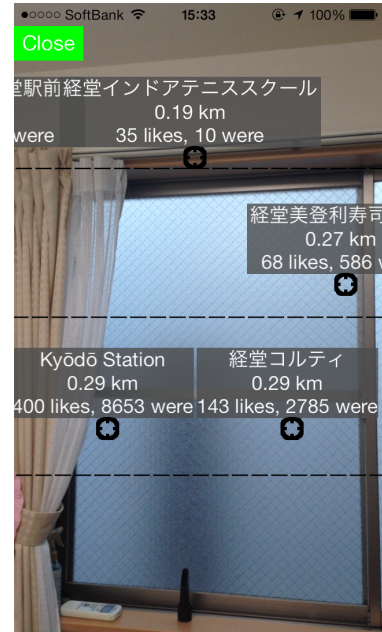 SoftBank 15:33 100%
Close
堂駅前
were
経堂インドアテニススクール
0.19 km
35 likes, 10 were
経堂美登利寿司
0.27 km
68 likes, 586
Kyōdō Station
0.29 km
400 likes, 8653 were
経堂コルティ
0.29 km
143 likes, 2785 were